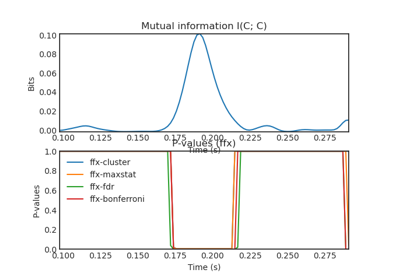 Mutual information I(C; C)
0.10
0.08
0.06
0.04
0.02
0.00
Bits
0.100 0.125 0.150 0.175 0.200 0.225 0.250 0.275
Time (s)
P-values (ffx)
1.0
0.8
0.6
0.4
0.2
0.0
P-values
ffx-cluster
ffx-maxstat
ffx-fdr
ffx-bonferroni
0.100 0.125 0.150 0.175 0.200 0.225 0.250 0.275
Time (s)